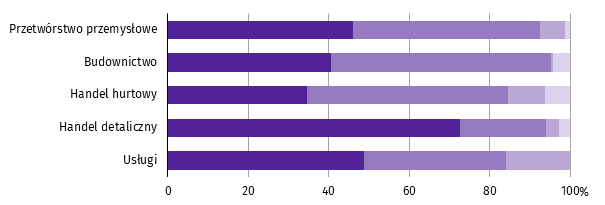 Przetwórstwo przemysłowe
Budownictwo
Handel hurtowy
Handel detaliczny
Usługi
0 20 40 60 80 100%